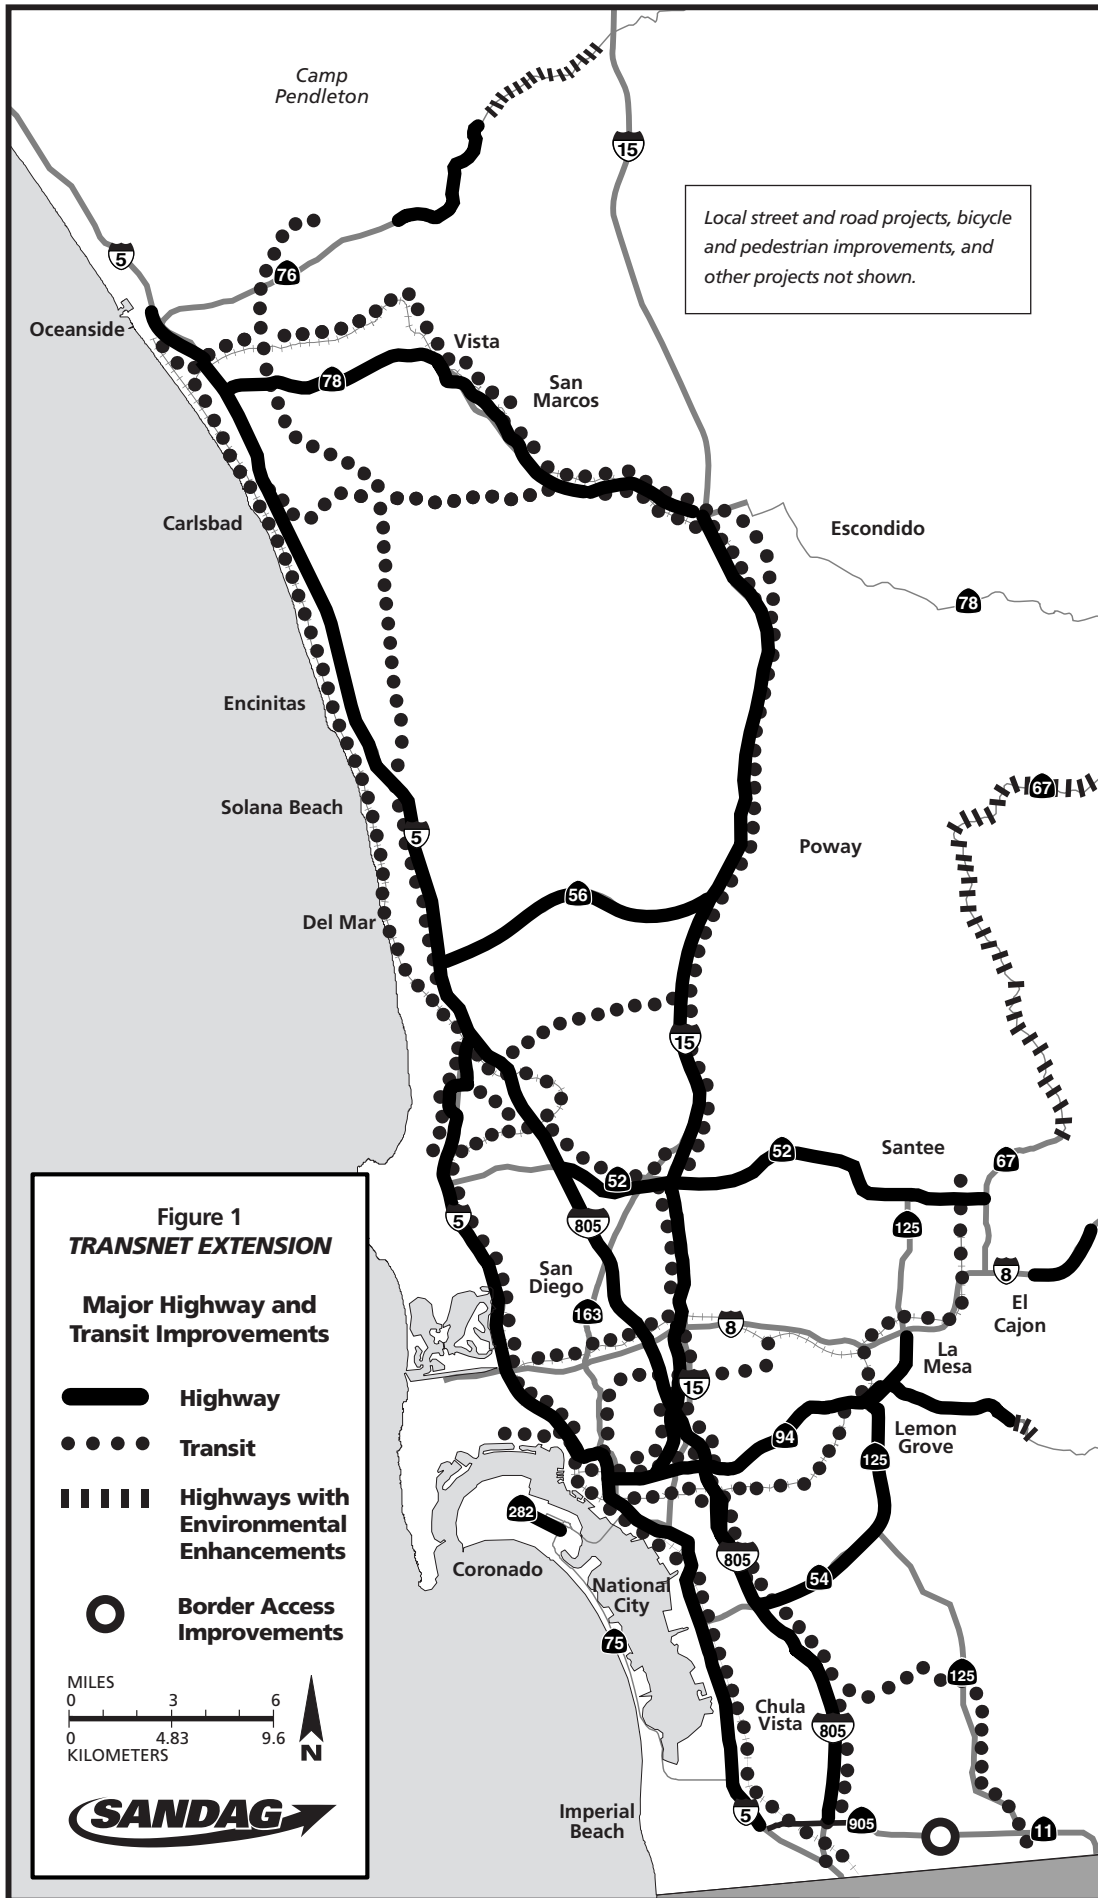 Camp
Pendleton
15
Local street and road projects, bicycle
and pedestrian improvements, and
other projects not shown.
5
76
Oceanside
Vista
78
San
Marcos
Carlsbad
Escondido
78
Encinitas
67
Solana Beach
5
Poway
56
Del Mar
15
52
Santee
67
52
5
805
125
San
Diego
8
El
Cajon
163
8
La
Mesa
15
94
Lemon
Grove
125
282
805
Coronado
54
National
City
75
125
Chula
Vista
805
Imperial
Beach
5
905
11
Figure 1
TRANSNET EXTENSION
Major Highway and
Transit Improvements
Highway
Transit
Highways with
Environmental
Enhancements
Border Access
Improvements
MILES
0 3 6
0 4.83 9.6
KILOMETERS
N
SANDAG